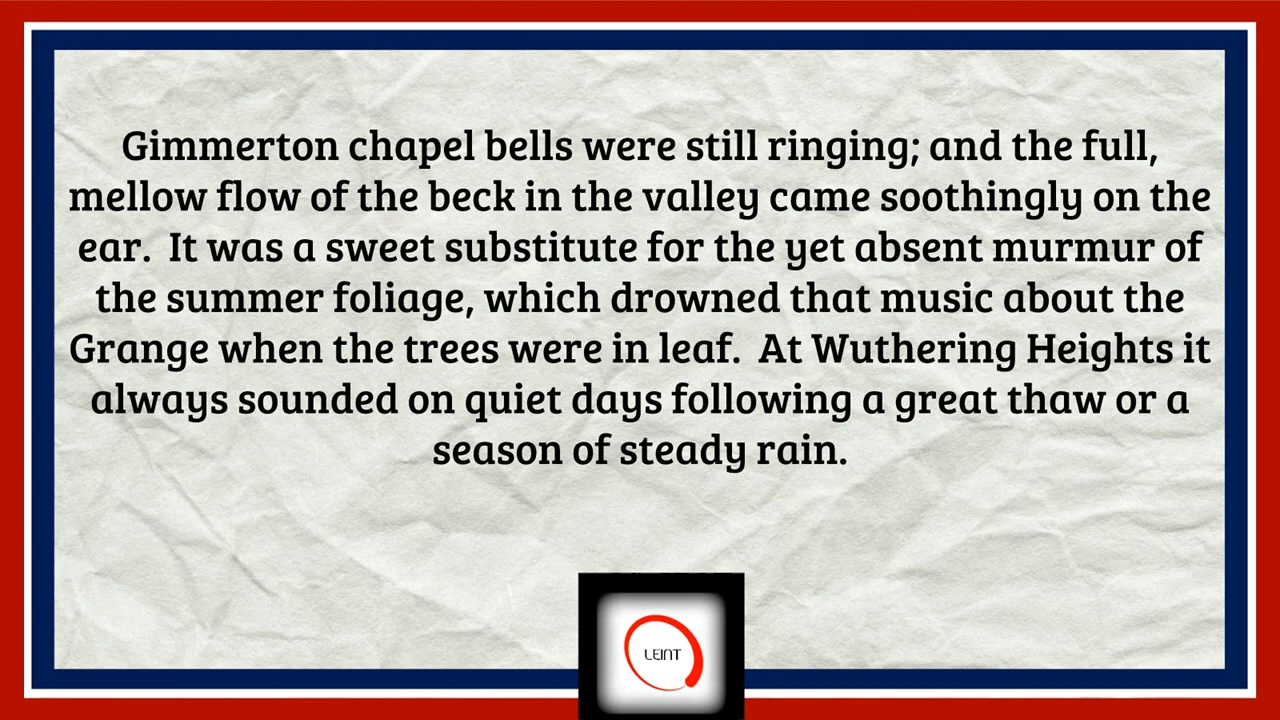 Gimmerton chapel bells were still ringing; and the full,
mellow flow of the beck in the valley came soothingly on the
ear.  It was a sweet substitute for the yet absent murmur of
the summer foliage, which drowned that music about the
Grange when the trees were in leaf.  At Wuthering Heights it
always sounded on quiet days following a great thaw or a
season of steady rain.
LEINT